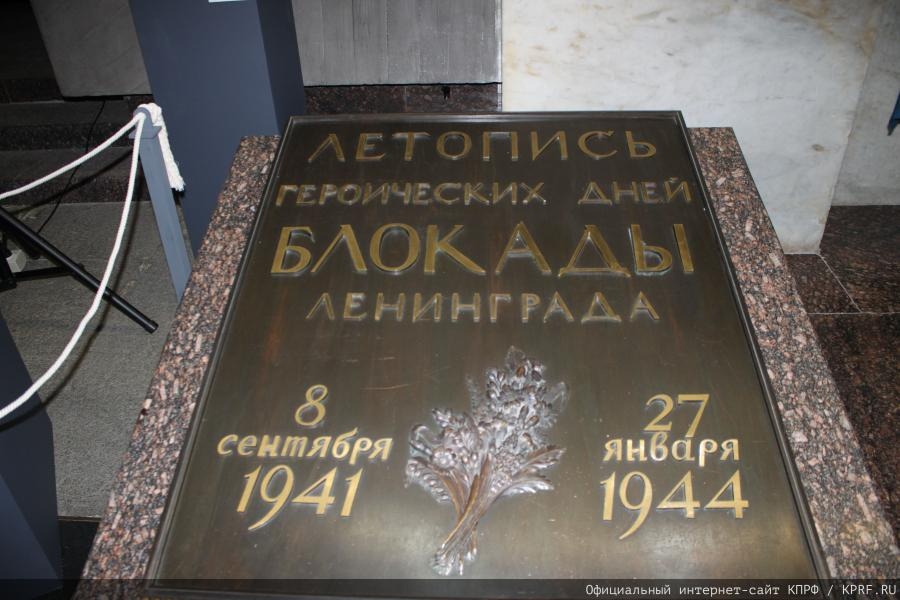 ЛЕТОПИСЬ
ГЕРОИЧЕСКИХ ДНЕЙ
БЛОКАДЫ
ЛЕНИНГРАДА
8
сентября
1941
27
января
1944
Официальный интернет-сайт КПРФ / KPRF.RU